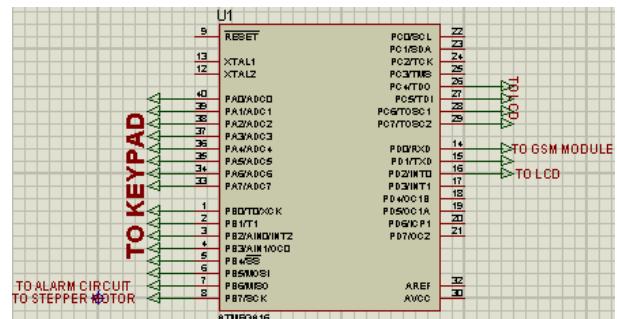 U1
9 RESET PC0/SCL 22
PC1/SDA 23
13 XTAL1 PC2/TCK 24
12 XTAL2 PC3/TMS 25
PC4/TDO 26
40 PA0/ADC0 PC5/TDI 27
39 PA1/ADC1 PC6/TOSC1 28
38 PA2/ADC2 PC7/TOSC2 29
TO LCD
37 PA3/ADC3
36 PA4/ADC4 PD0/RXD 14 TO GSM MODULE
35 PA5/ADC5 PD1/TXD 15
34 PA6/ADC6 PD2/INT0 16 TO LCD
33 PA7/ADC7 PD3/INT1 17
PD4/OC1B 18
1 PB0/T0/XCK PD5/OC1A 19
2 PB1/T1 PD6/ICP1 20
3 PB2/AIN0/INT2 PD7/OC2 21
4 PB3/AIN1/OC0
5 PB4/SS
6 PB5/MOSI
TO KEYPAD
TO ALARM CIRCUIT 7 PB6/MISO AREF 32
TO STEPPER MOTOR 8 PB7/SCK AVCC 30
ATMEGA16